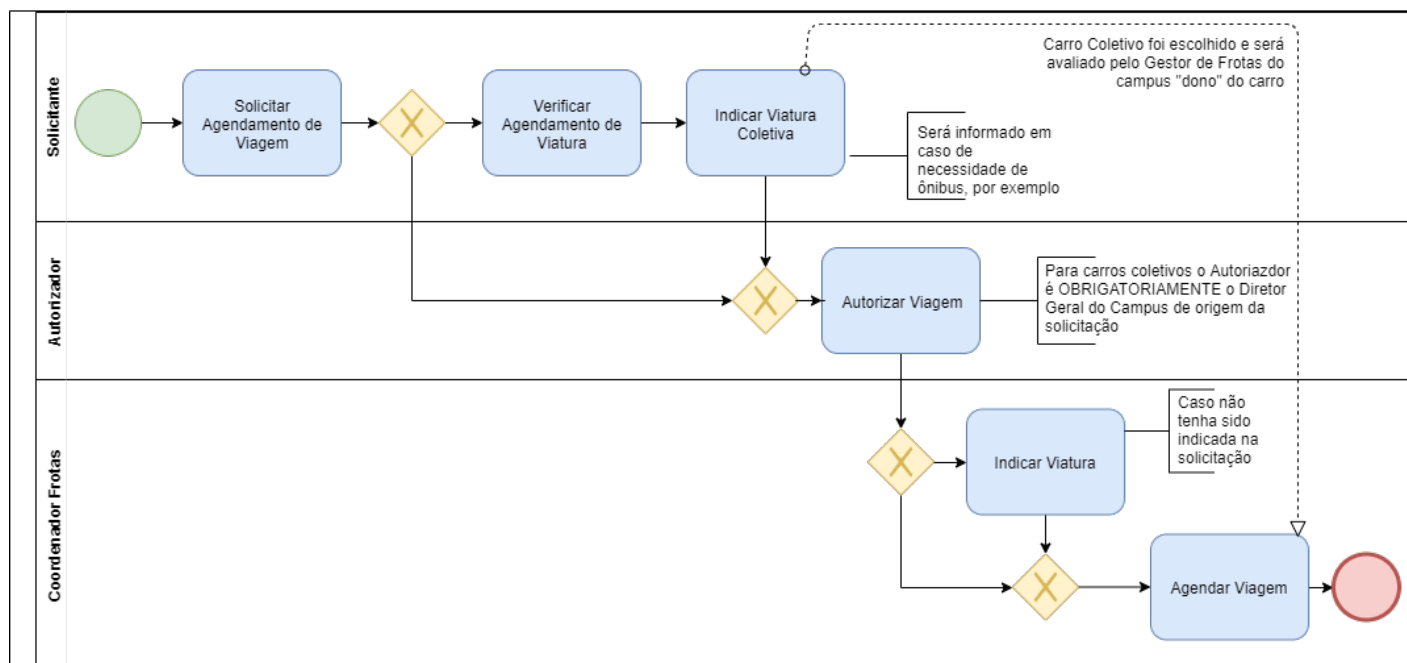 Solicitante
Solicitar
Agendamento de
Viagem
Verificar
Agendamento de
Viatura
Indicar Viatura
Coletiva
Carro Coletivo foi escolhido e será
avaliado pelo Gestor de Frotas do
campus "dono" do carro
Será informado em
caso de
necessidade de
ônibus, por exemplo
Autorizador
Autorizar Viagem
Para carros coletivos o Autoriazdor
é OBRIGATORIAMENTE o Diretor
Geral do Campus de origem da
solicitação
Coordenador Frotas
Indicar Viatura
Caso não
tenha sido
indicada na
solicitação
Agendar Viagem